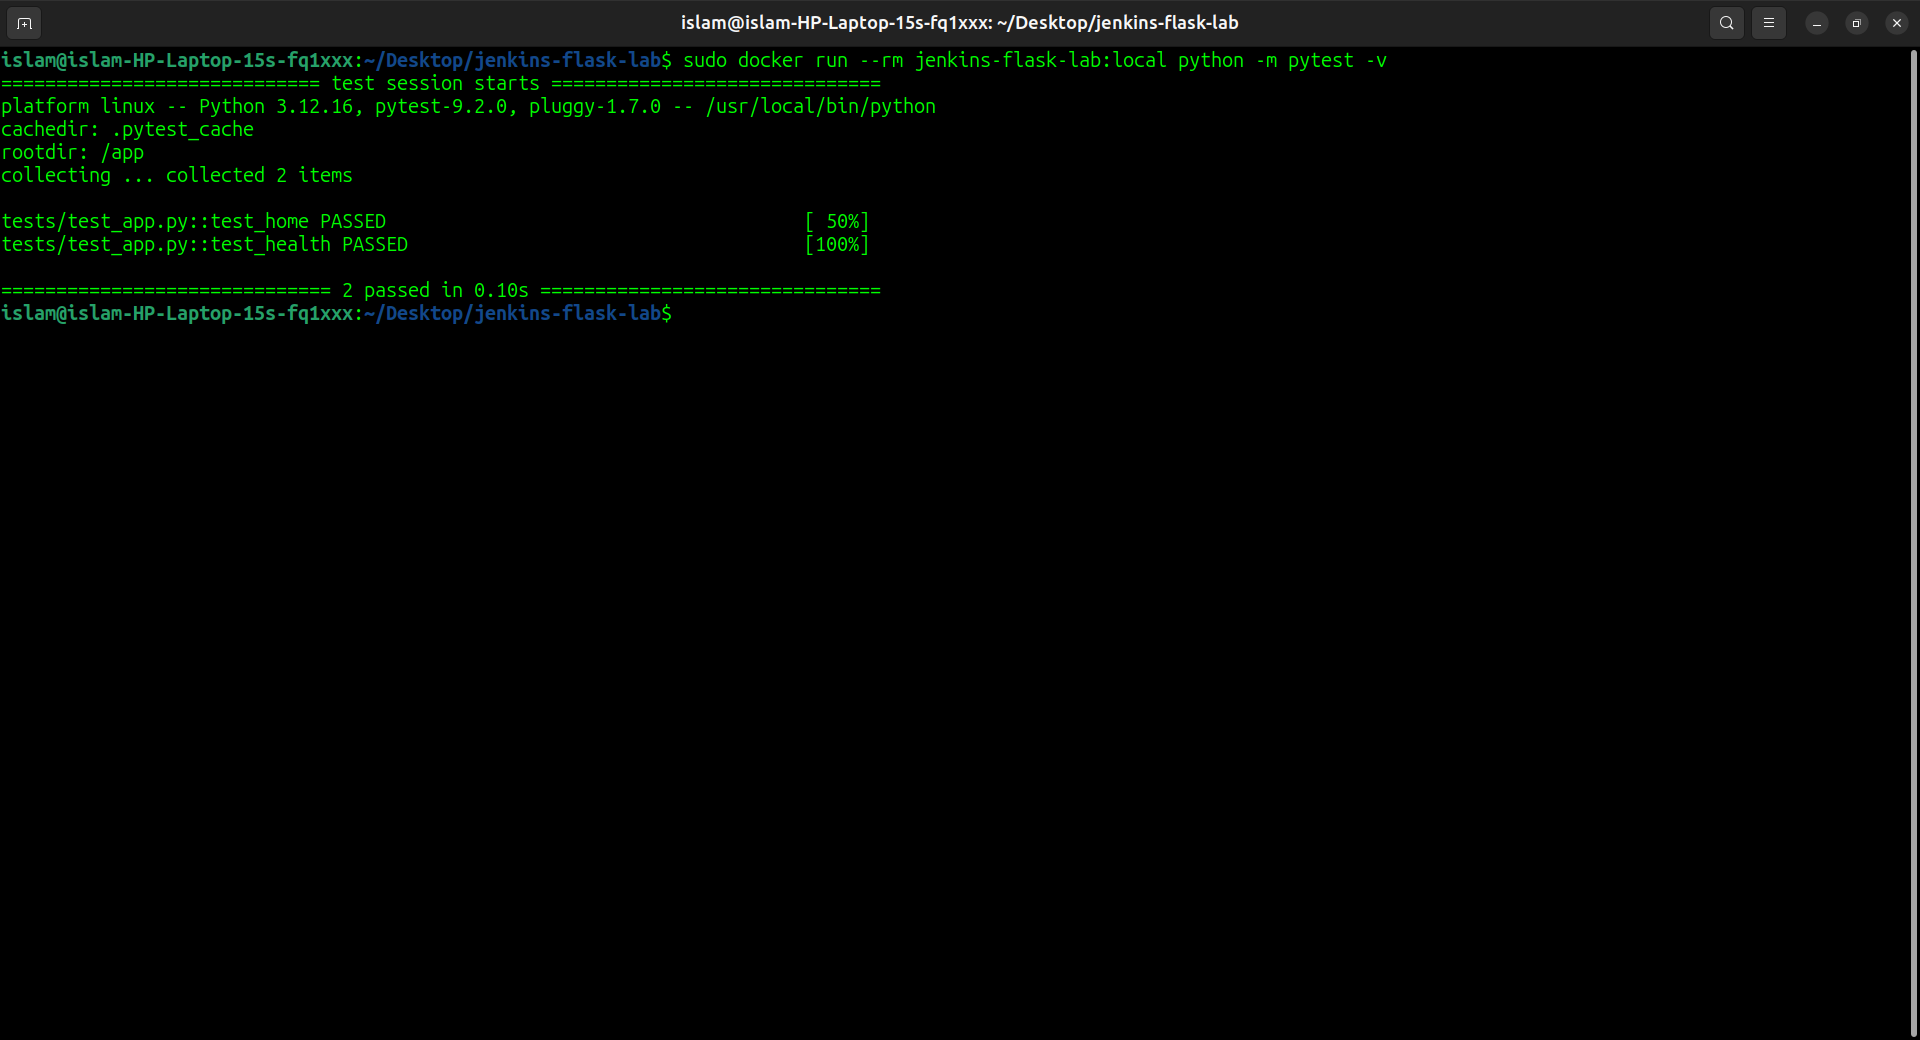 islam@islam-HP-Laptop-15s-fq1xxx: ~/Desktop/jenkins-flask-lab
islam@islam-HP-Laptop-15s-fq1xxx:~/Desktop/jenkins-flask-lab$ sudo docker run --rm jenkins-flask-lab:local python -m pytest -v
============================= test session starts ==============================
platform linux -- Python 3.12.16, pytest-9.2.0, pluggy-1.7.0 -- /usr/local/bin/python
cachedir: .pytest_cache
rootdir: /app
collecting ... collected 2 items
tests/test_app.py::test_home PASSED                                      [ 50%]
tests/test_app.py::test_health PASSED                                    [100%]
============================== 2 passed in 0.10s ===============================
islam@islam-HP-Laptop-15s-fq1xxx:~/Desktop/jenkins-flask-lab$